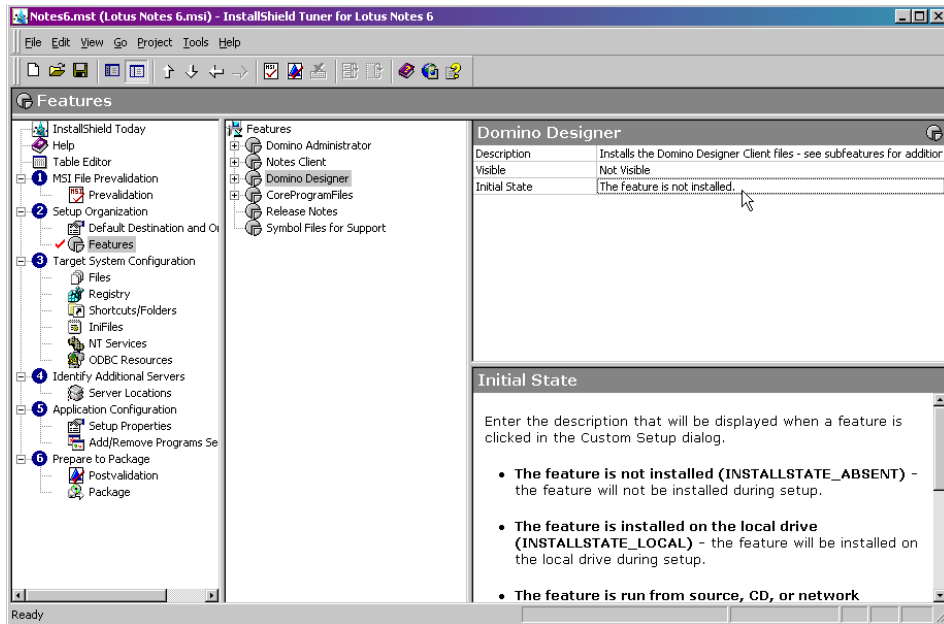 Notes6.mst (Lotus Notes 6.msi) - InstallShield Tuner for Lotus Notes 6
File Edit View Go Project Tools Help
Features
InstallShield Today
Help
Table Editor
1 MSI File Prevalidation
Prevalidation
2 Setup Organization
Default Destination and Or
Features
3 Target System Configuration
Files
Registry
Shortcuts/Folders
IniFiles
NT Services
ODBC Resources
4 Identify Additional Servers
Server Locations
5 Application Configuration
Setup Properties
Add/Remove Programs Se
6 Prepare to Package
Postvalidation
Package
Features
Domino Administrator
Notes Client
Domino Designer
CoreProgramFiles
Release Notes
Symbol Files for Support
Domino Designer
Description Installs the Domino Designer Client files - see subfeatures for addition
Visible Not Visible
Initial State The feature is not installed.
Initial State
Enter the description that will be displayed when a feature is
clicked in the Custom Setup dialog.
• The feature is not installed (INSTALLSTATE_ABSENT) -
the feature will not be installed during setup.
• The feature is installed on the local drive
(INSTALLSTATE_LOCAL) - the feature will be installed on
the local drive during setup.
• The feature is run from source, CD, or network
Ready